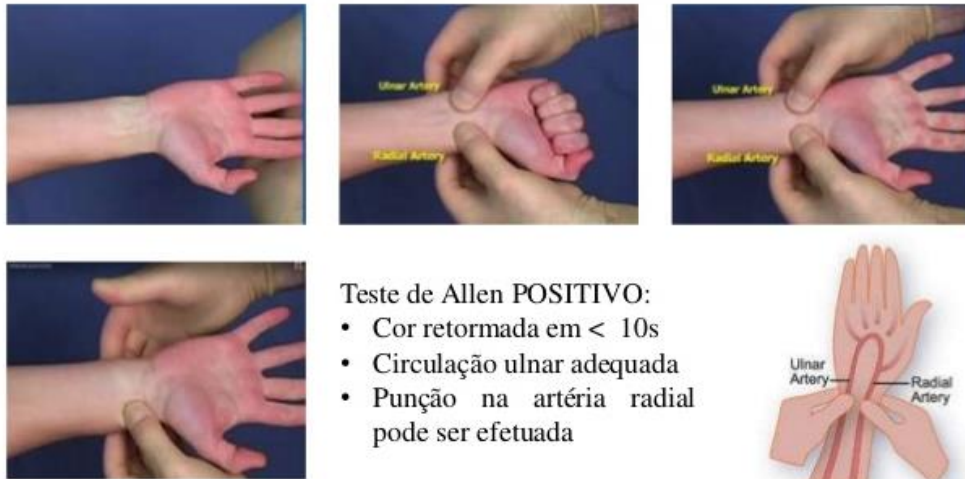 Ulnar Artery
Radial Artery
Ulnar Artery
Radial Artery
Teste de Allen POSITIVO:
• Cor retormada em < 10s
• Circulação ulnar adequada
• Punção na artéria radial
pode ser efetuada
Ulnar
Artery
Radial
Artery